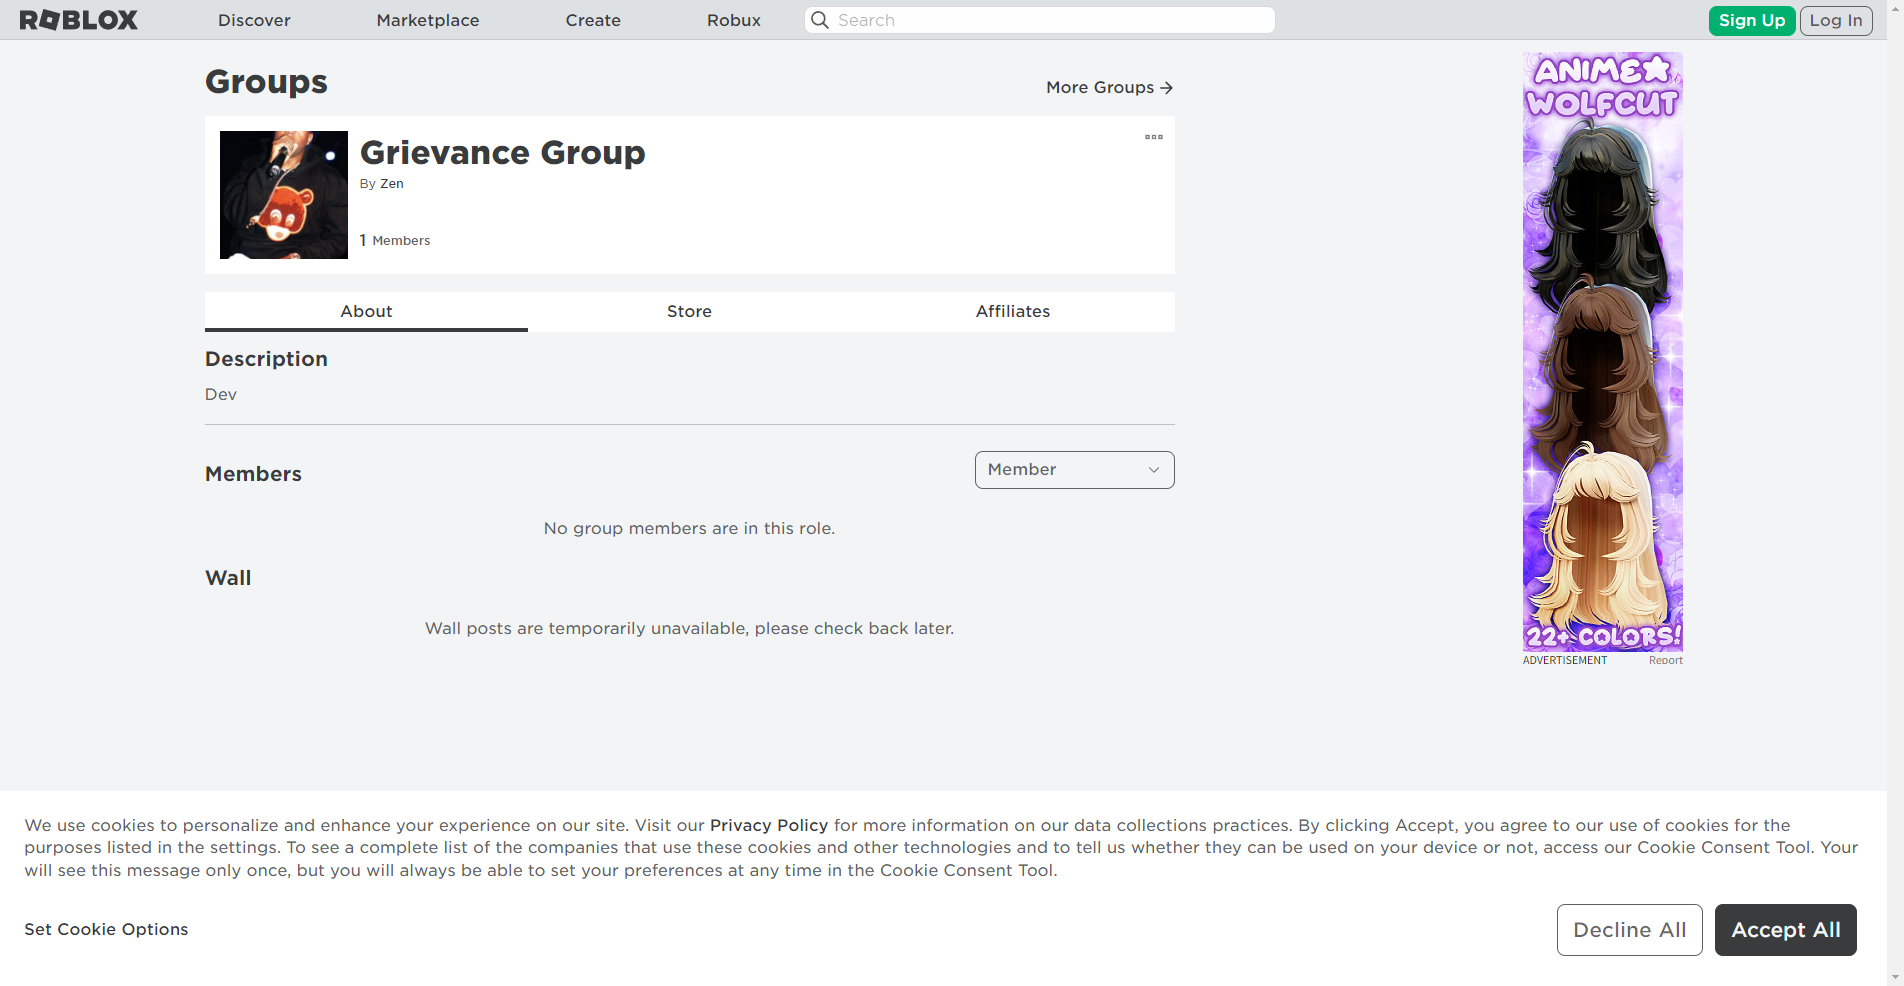 ROBLOX
Discover
Marketplace
Create
Robux
Search
Sign Up
Log In
Groups
More Groups →
Grievance Group
By Zen
1 Members
About
Store
Affiliates
Description
Dev
Members
Member
No group members are in this role.
Wall
Wall posts are temporarily unavailable, please check back later.
ANIME
WOLFCUT
22+ COLORS!
ADVERTISEMENT
Report
We use cookies to personalize and enhance your experience on our site. Visit our Privacy Policy for more information on our data collections practices. By clicking Accept, you agree to our use of cookies for the
purposes listed in the settings. To see a complete list of the companies that use these cookies and other technologies and to tell us whether they can be used on your device or not, access our Cookie Consent Tool. Your
will see this message only once, but you will always be able to set your preferences at any time in the Cookie Consent Tool.
Set Cookie Options
Decline All
Accept All